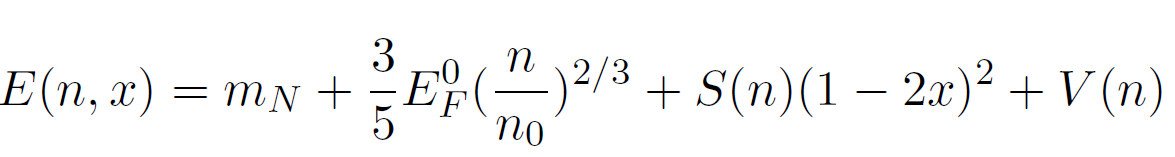 E(n, x) = m_N + \frac{3}{5} E_F^0 (\frac{n}{n_0})^{2/3} + S(n)(1 − 2x)^2 + V(n)